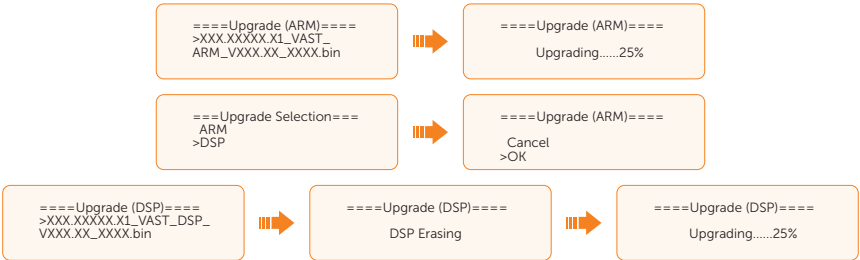 ====Upgrade (ARM)====
>XXX.XXXXX.X1_VAST_
ARM_VXXX.XX_XXXX.bin
====Upgrade (ARM)====
Upgrading......25%
===Upgrade Selection===
ARM
>DSP
====Upgrade (ARM)====
Cancel
>OK
====Upgrade (DSP)====
>XXX.XXXXX.X1_VAST_DSP_
VXXX.XX_XXXX.bin
====Upgrade (DSP)====
DSP Erasing
====Upgrade (DSP)====
Upgrading......25%